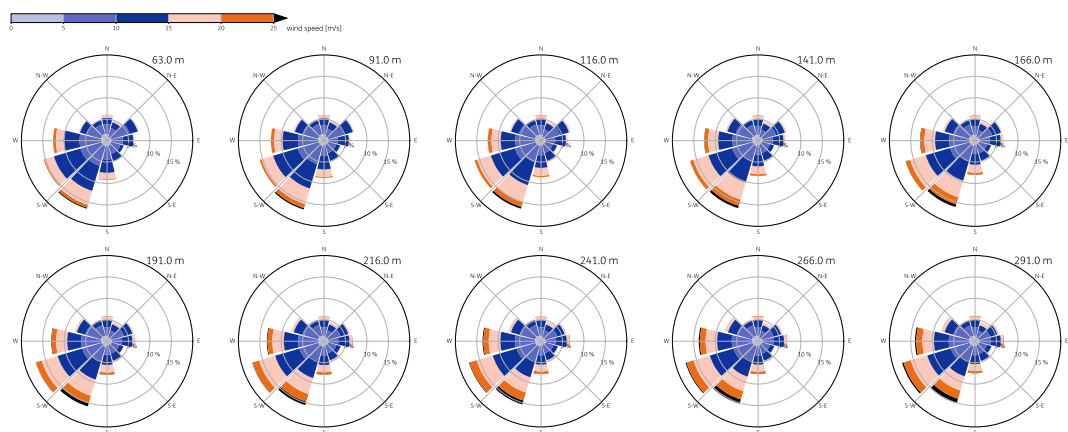 0 5 10 15 20 25 wind speed [m/s]
63.0 m 91.0 m 116.0 m 141.0 m 166.0 m
N N N N N
N-W N-E N-W N-E N-W N-E N-W N-E N-W N-E
W E W E W E W E W E
10 % 15 % 10 % 15 % 10 % 15 % 10 % 15 % 10 % 15 %
S-W S-E S-W S-E S-W S-E S-W S-E S-W S-E
S S S S S
191.0 m 216.0 m 241.0 m 266.0 m 291.0 m
N N N N N
N-W N-E N-W N-E N-W N-E N-W N-E N-W N-E
W E W E W E W E W E
10 % 15 % 10 % 15 % 10 % 15 % 10 % 15 % 10 % 15 %
S-W S-E S-W S-E S-W S-E S-W S-E S-W S-E